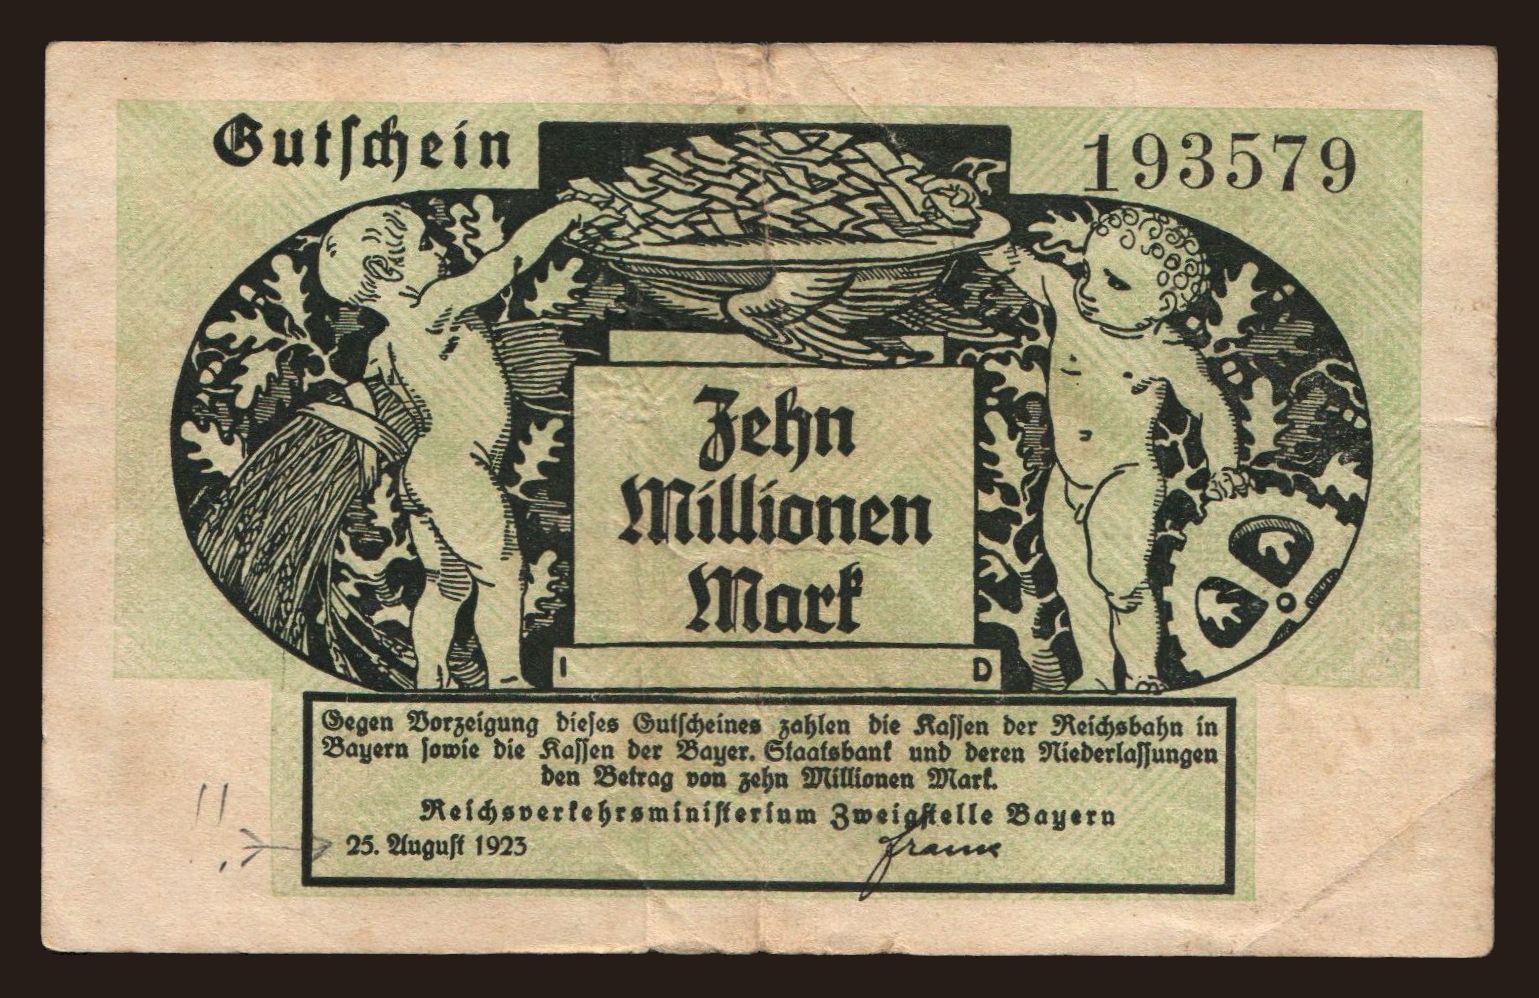 Gutschein
193579
Zehn
Millionen
Mark
I D
Gegen Vorzeigung dieses Gutscheines zahlen die Kassen der Reichsbahn in
Bayern sowie die Kassen der Bayer. Staatsbank und deren Niederlassungen
den Betrag von zehn Millionen Mark.
Reichsverkehrsministerium Zweigstelle Bayern
25. August 1923
Frank